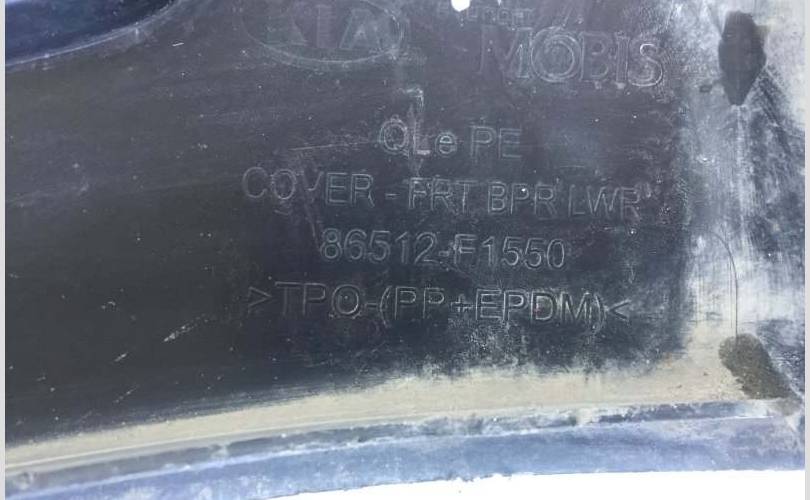 KIA
MOBIS
QLe PE
COVER - FRT BPR LWR
86512-F1550
>TPO-(PP+EPDM)<